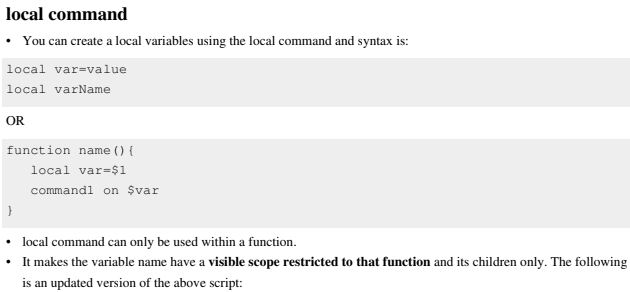 local command
• You can create a local variables using the local command and syntax is:
local var=value
local varName
OR
function name(){
   local var=$1
   command1 on $var
}
• local command can only be used within a function.
• It makes the variable name have a visible scope restricted to that function and its children only. The following
is an updated version of the above script: